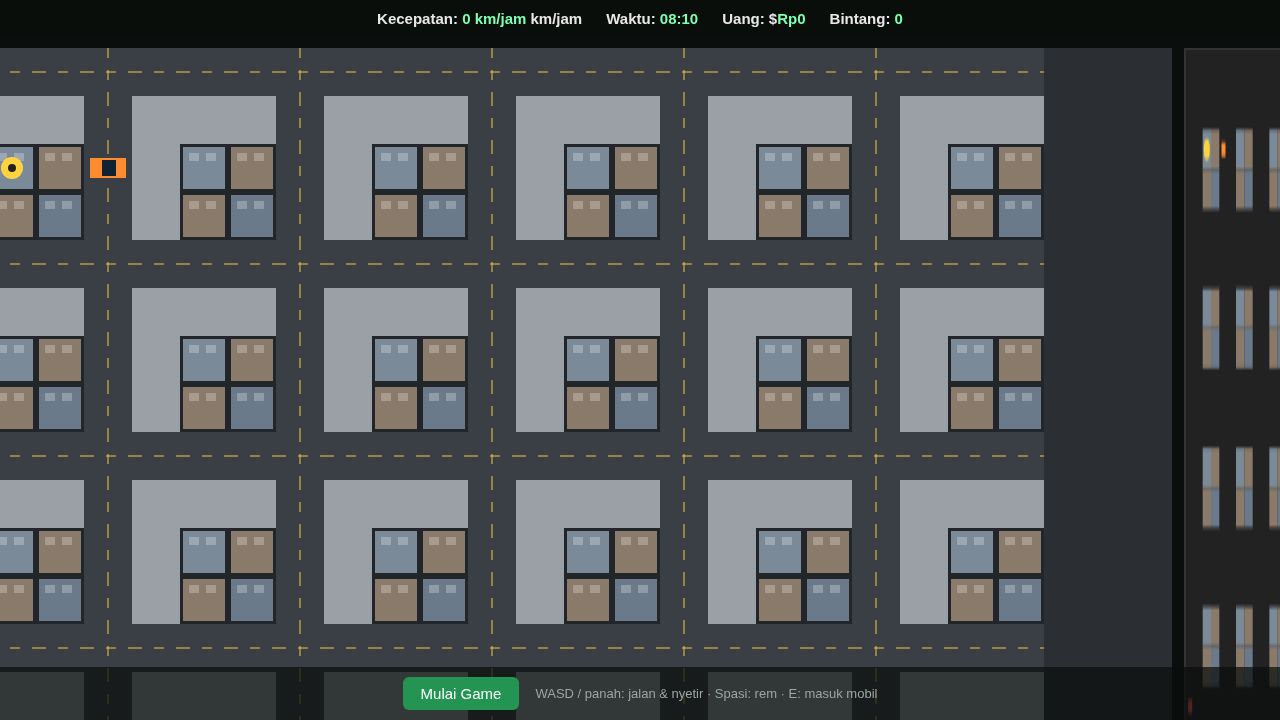 Kecepatan: 0 km/jam km/jam Waktu: 08:10 Uang: $Rp0 Bintang: 0
Mulai Game WASD / panah: jalan & nyetir · Spasi: rem · E: masuk mobil